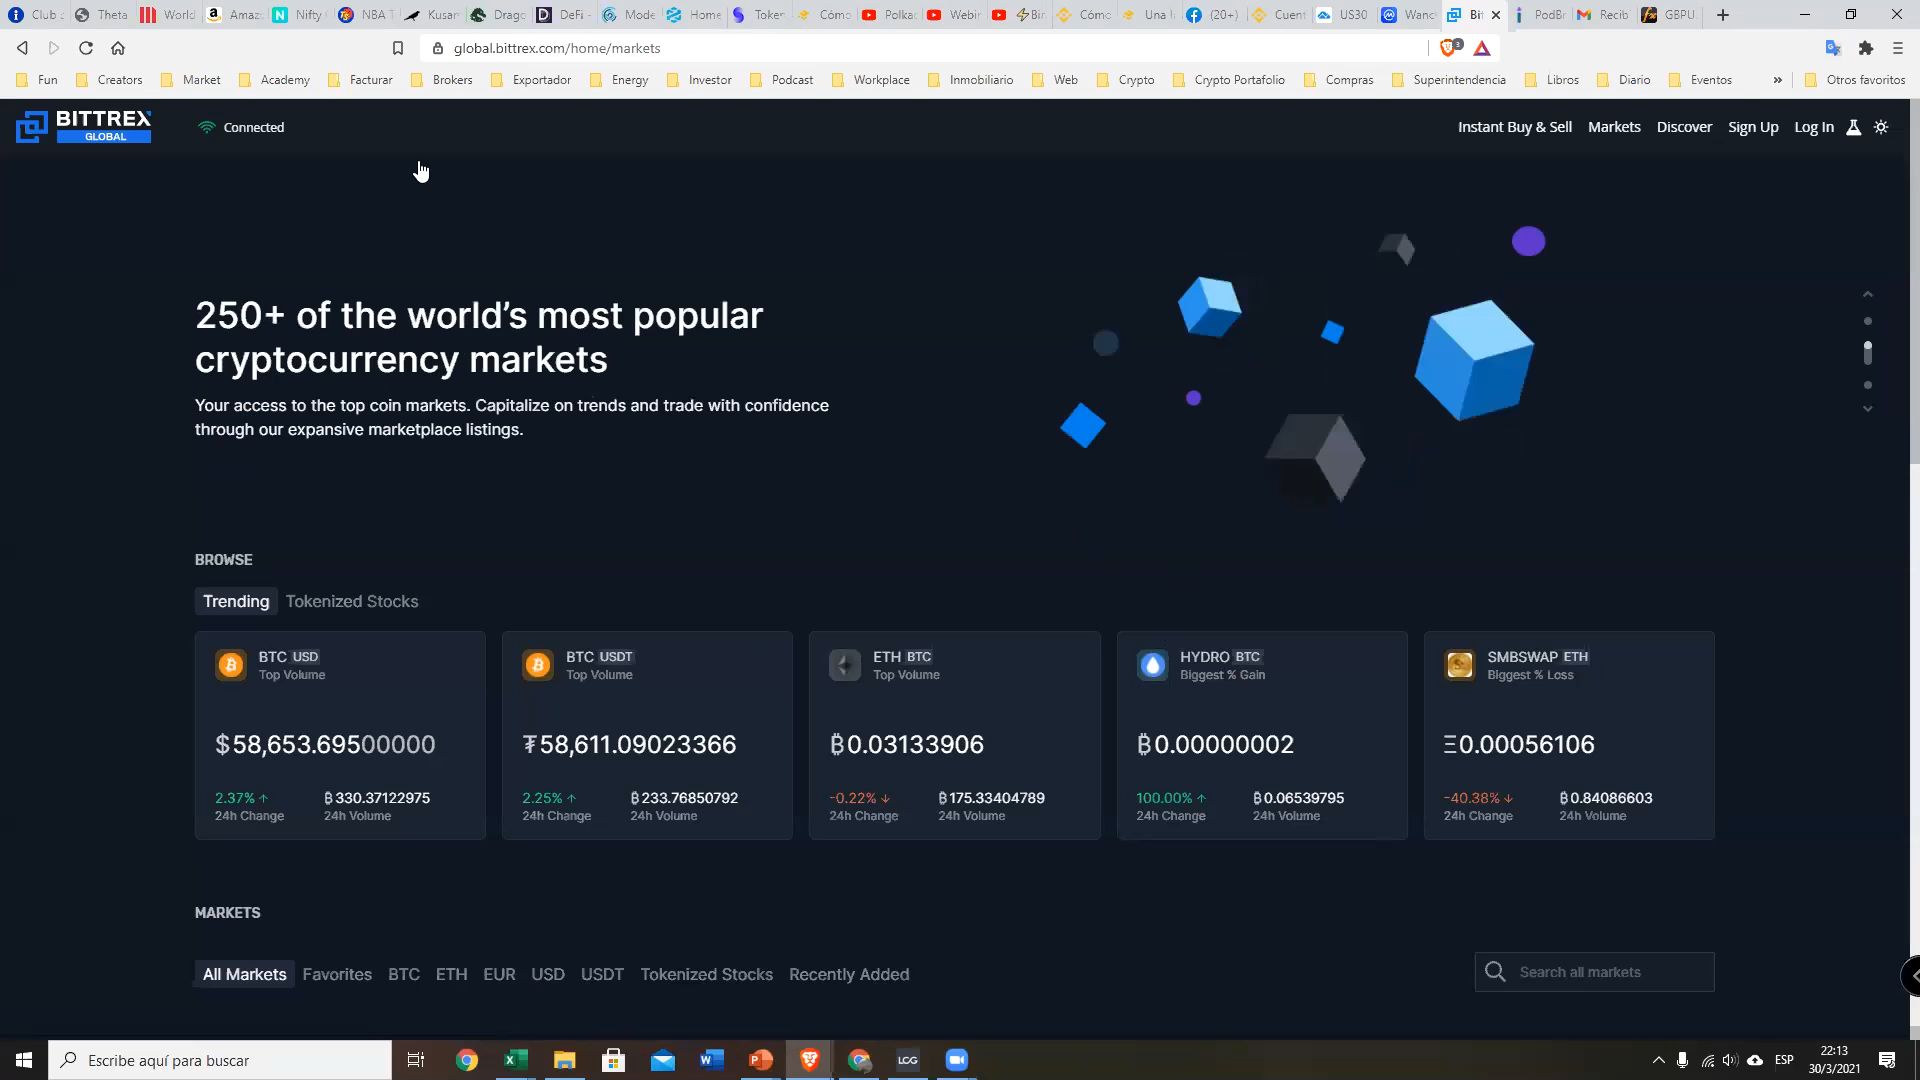 Club
Theta
World
Amaz
Nifty
NBA T
Kusar
Drago
DeFi -
Mode
Home
Token
Cómo
Polka
Webir
⚡Bin
Cómo
Una l
(20+)
Cuent
US30
Wanc
Bit
PodBr
Recib
GBPU
global.bittrex.com/home/markets
3
Fun
Creators
Market
Academy
Facturar
Brokers
Exportador
Energy
Investor
Podcast
Workplace
Inmobiliario
Web
Crypto
Crypto Portafolio
Compras
Superintendencia
Libros
Diario
Eventos
»
Otros favoritos
BITTREX
GLOBAL
Connected
Instant Buy & Sell
Markets
Discover
Sign Up
Log In
250+ of the world's most popular
cryptocurrency markets
Your access to the top coin markets. Capitalize on trends and trade with confidence
through our expansive marketplace listings.
BROWSE
Trending
Tokenized Stocks
BTC USD
Top Volume
$58,653.69500000
2.37% ↑
24h Change
₿330.37122975
24h Volume
BTC USDT
Top Volume
₮58,611.09023366
2.25% ↑
24h Change
₿233.76850792
24h Volume
ETH BTC
Top Volume
₿0.03133906
-0.22% ↓
24h Change
₿175.33404789
24h Volume
HYDRO BTC
Biggest % Gain
₿0.00000002
100.00% ↑
24h Change
₿0.06539795
24h Volume
SMBSWAP ETH
Biggest % Loss
Ξ0.00056106
-40.38% ↓
24h Change
₿0.84086603
24h Volume
MARKETS
All Markets
Favorites
BTC
ETH
EUR
USD
USDT
Tokenized Stocks
Recently Added
Search all markets
Escribe aquí para buscar
LCG
ESP
22:13
30/3/2021